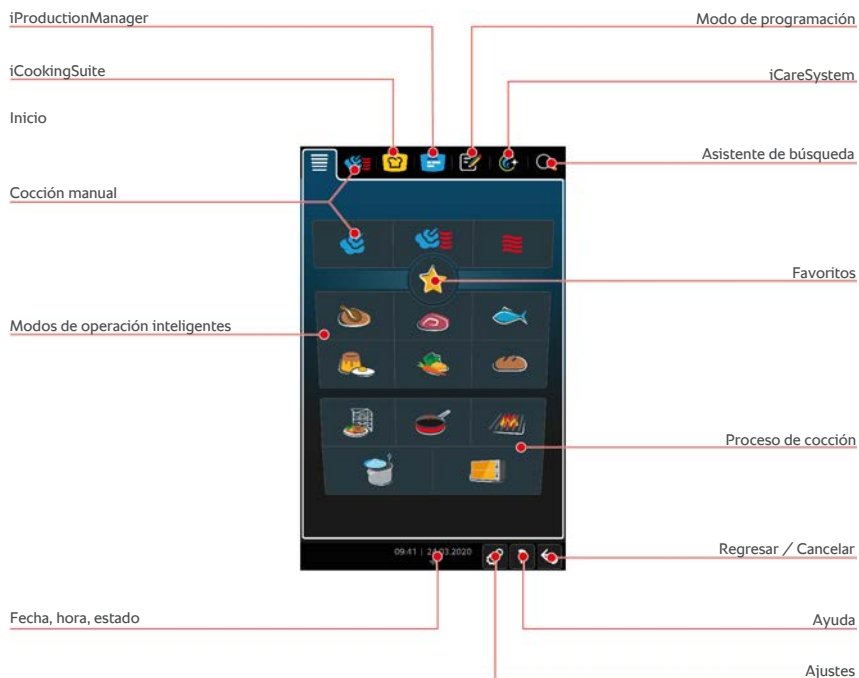 iProductionManager
Modo de programación
iCookingSuite
iCareSystem
Inicio
Asistente de búsqueda
Cocción manual
Favoritos
Modos de operación inteligentes
Proceso de cocción
09:41 | 24.03.2020
Regresar / Cancelar
Fecha, hora, estado
Ayuda
Ajustes